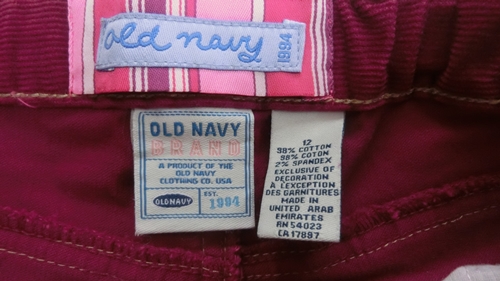 old navy 1994
OLD NAVY
BRAND
A PRODUCT OF THE
OLD NAVY
CLOTHING CO. USA
OLD NAVY
EST.
1994
12
98% COTTON
98% COTON
2% SPANDEX
EXCLUSIVE OF
DECORATION
À L'EXCEPTION
DES GARNITURES
MADE IN
UNITED ARAB
EMIRATES
RN 54023
CA 17897